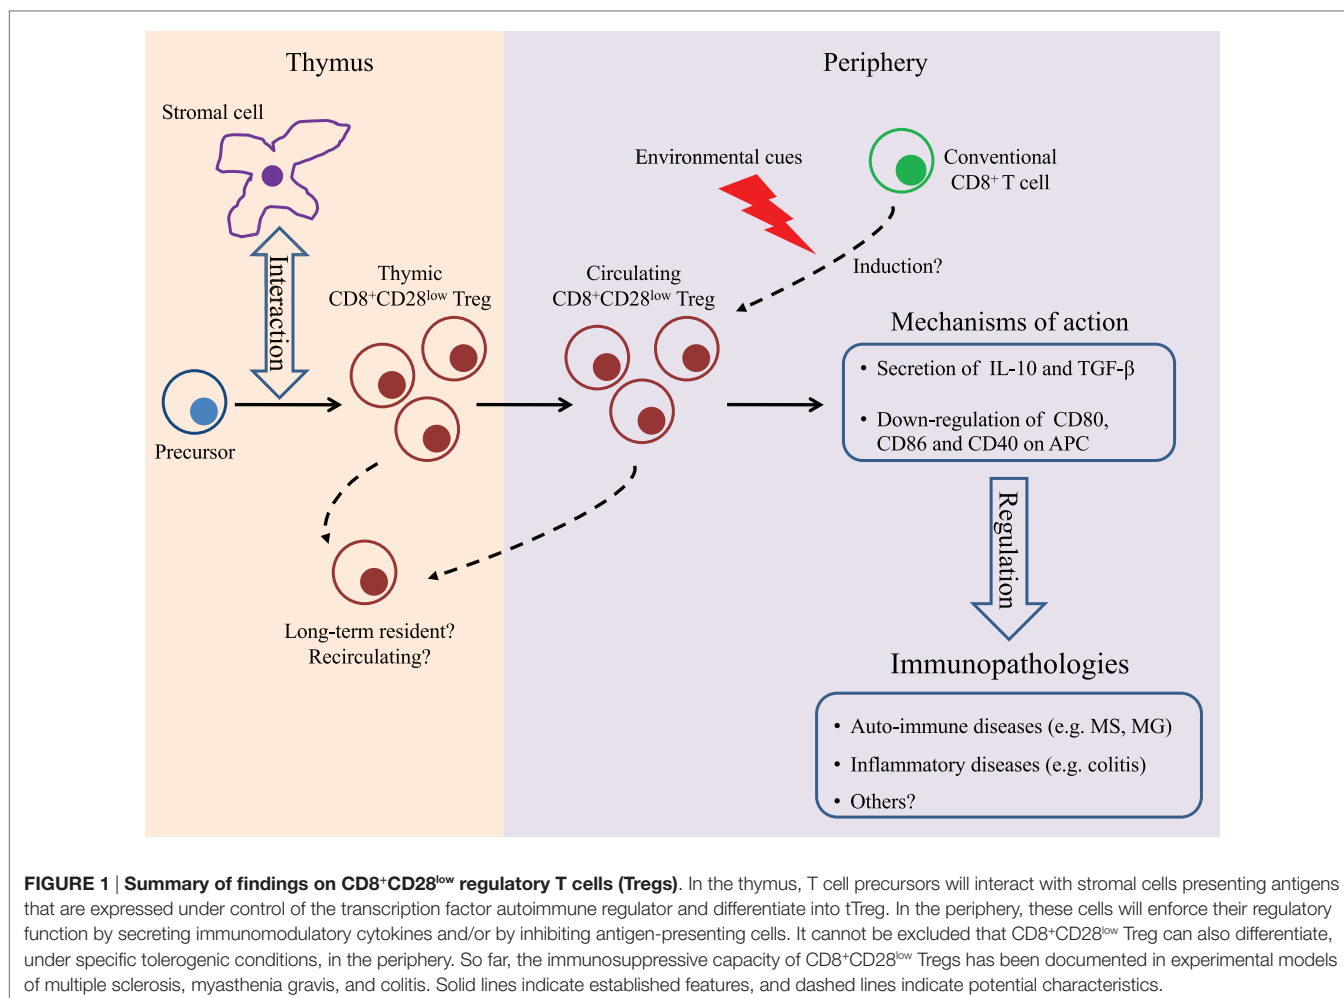 Thymus
Periphery
Stromal cell
Environmental cues
Conventional
CD8⁺ T cell
Interaction
Thymic
CD8⁺CD28ˡᵒʷ Treg
Circulating
CD8⁺CD28ˡᵒʷ Treg
Induction?
Mechanisms of action
• Secretion of IL-10 and TGF-β
• Down-regulation of CD80,
CD86 and CD40 on APC
Precursor
Regulation
Long-term resident?
Recirculating?
Immunopathologies
• Auto-immune diseases (e.g. MS, MG)
• Inflammatory diseases (e.g. colitis)
• Others?
FIGURE 1 | Summary of findings on CD8⁺CD28ˡᵒʷ regulatory T cells (Tregs). In the thymus, T cell precursors will interact with stromal cells presenting antigens
that are expressed under control of the transcription factor autoimmune regulator and differentiate into tTreg. In the periphery, these cells will enforce their regulatory
function by secreting immunomodulatory cytokines and/or by inhibiting antigen-presenting cells. It cannot be excluded that CD8⁺CD28ˡᵒʷ Treg can also differentiate,
under specific tolerogenic conditions, in the periphery. So far, the immunosuppressive capacity of CD8⁺CD28ˡᵒʷ Tregs has been documented in experimental models
of multiple sclerosis, myasthenia gravis, and colitis. Solid lines indicate established features, and dashed lines indicate potential characteristics.